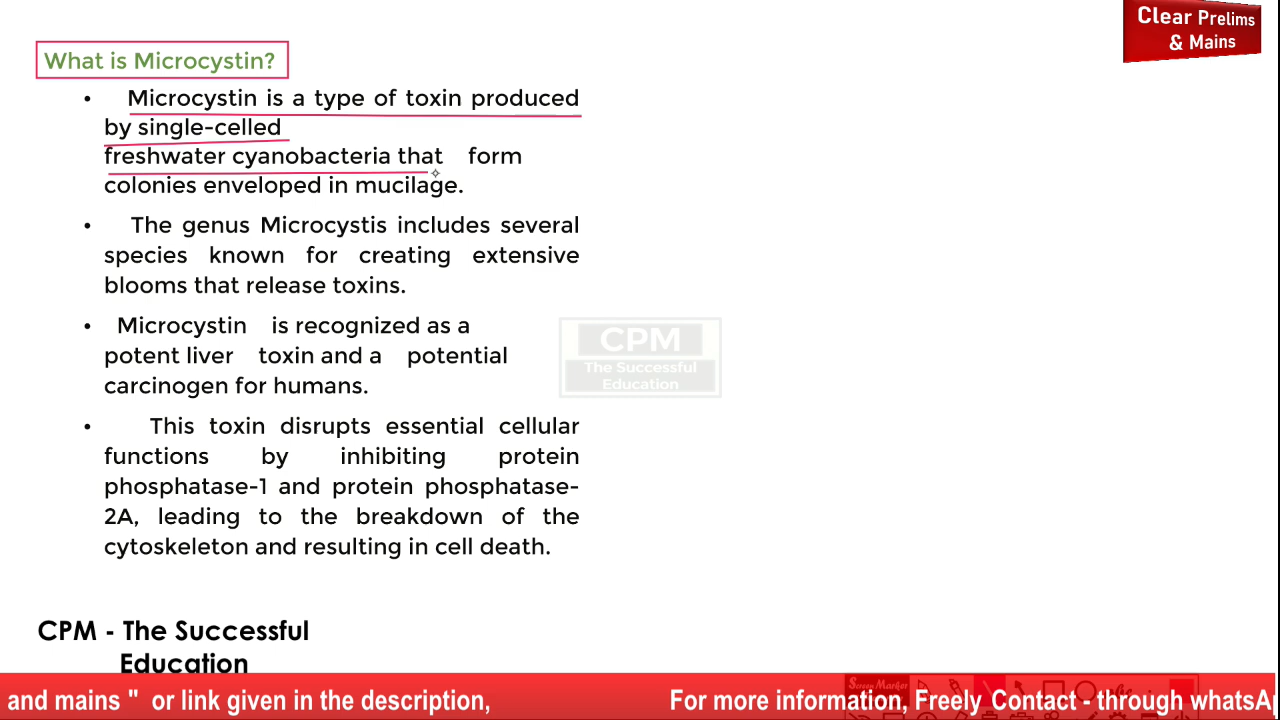 Clear Prelims
& Mains
What is Microcystin?
• Microcystin is a type of toxin produced
by single-celled
freshwater cyanobacteria that form
colonies enveloped in mucilage.
• The genus Microcystis includes several
species known for creating extensive
blooms that release toxins.
• Microcystin is recognized as a
potent liver toxin and a potential
carcinogen for humans.
• This toxin disrupts essential cellular
functions by inhibiting protein
phosphatase-1 and protein phosphatase-
2A, leading to the breakdown of the
cytoskeleton and resulting in cell death.
CPM
The Successful
Education
CPM - The Successful
Education
Screen Marker
and mains " or link given in the description, For more information, Freely Contact - through whatsA